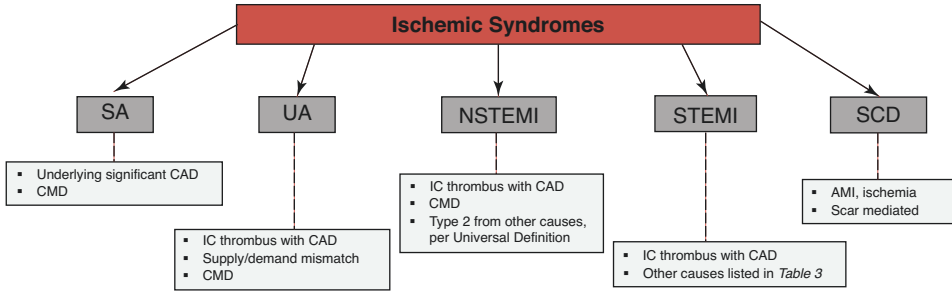 Ischemic Syndromes
SA
UA
NSTEMI
STEMI
SCD
▪ Underlying significant CAD
▪ CMD
▪ IC thrombus with CAD
▪ Supply/demand mismatch
▪ CMD
▪ IC thrombus with CAD
▪ CMD
▪ Type 2 from other causes,
per Universal Definition
▪ IC thrombus with CAD
▪ Other causes listed in Table 3
▪ AMI, ischemia
▪ Scar mediated